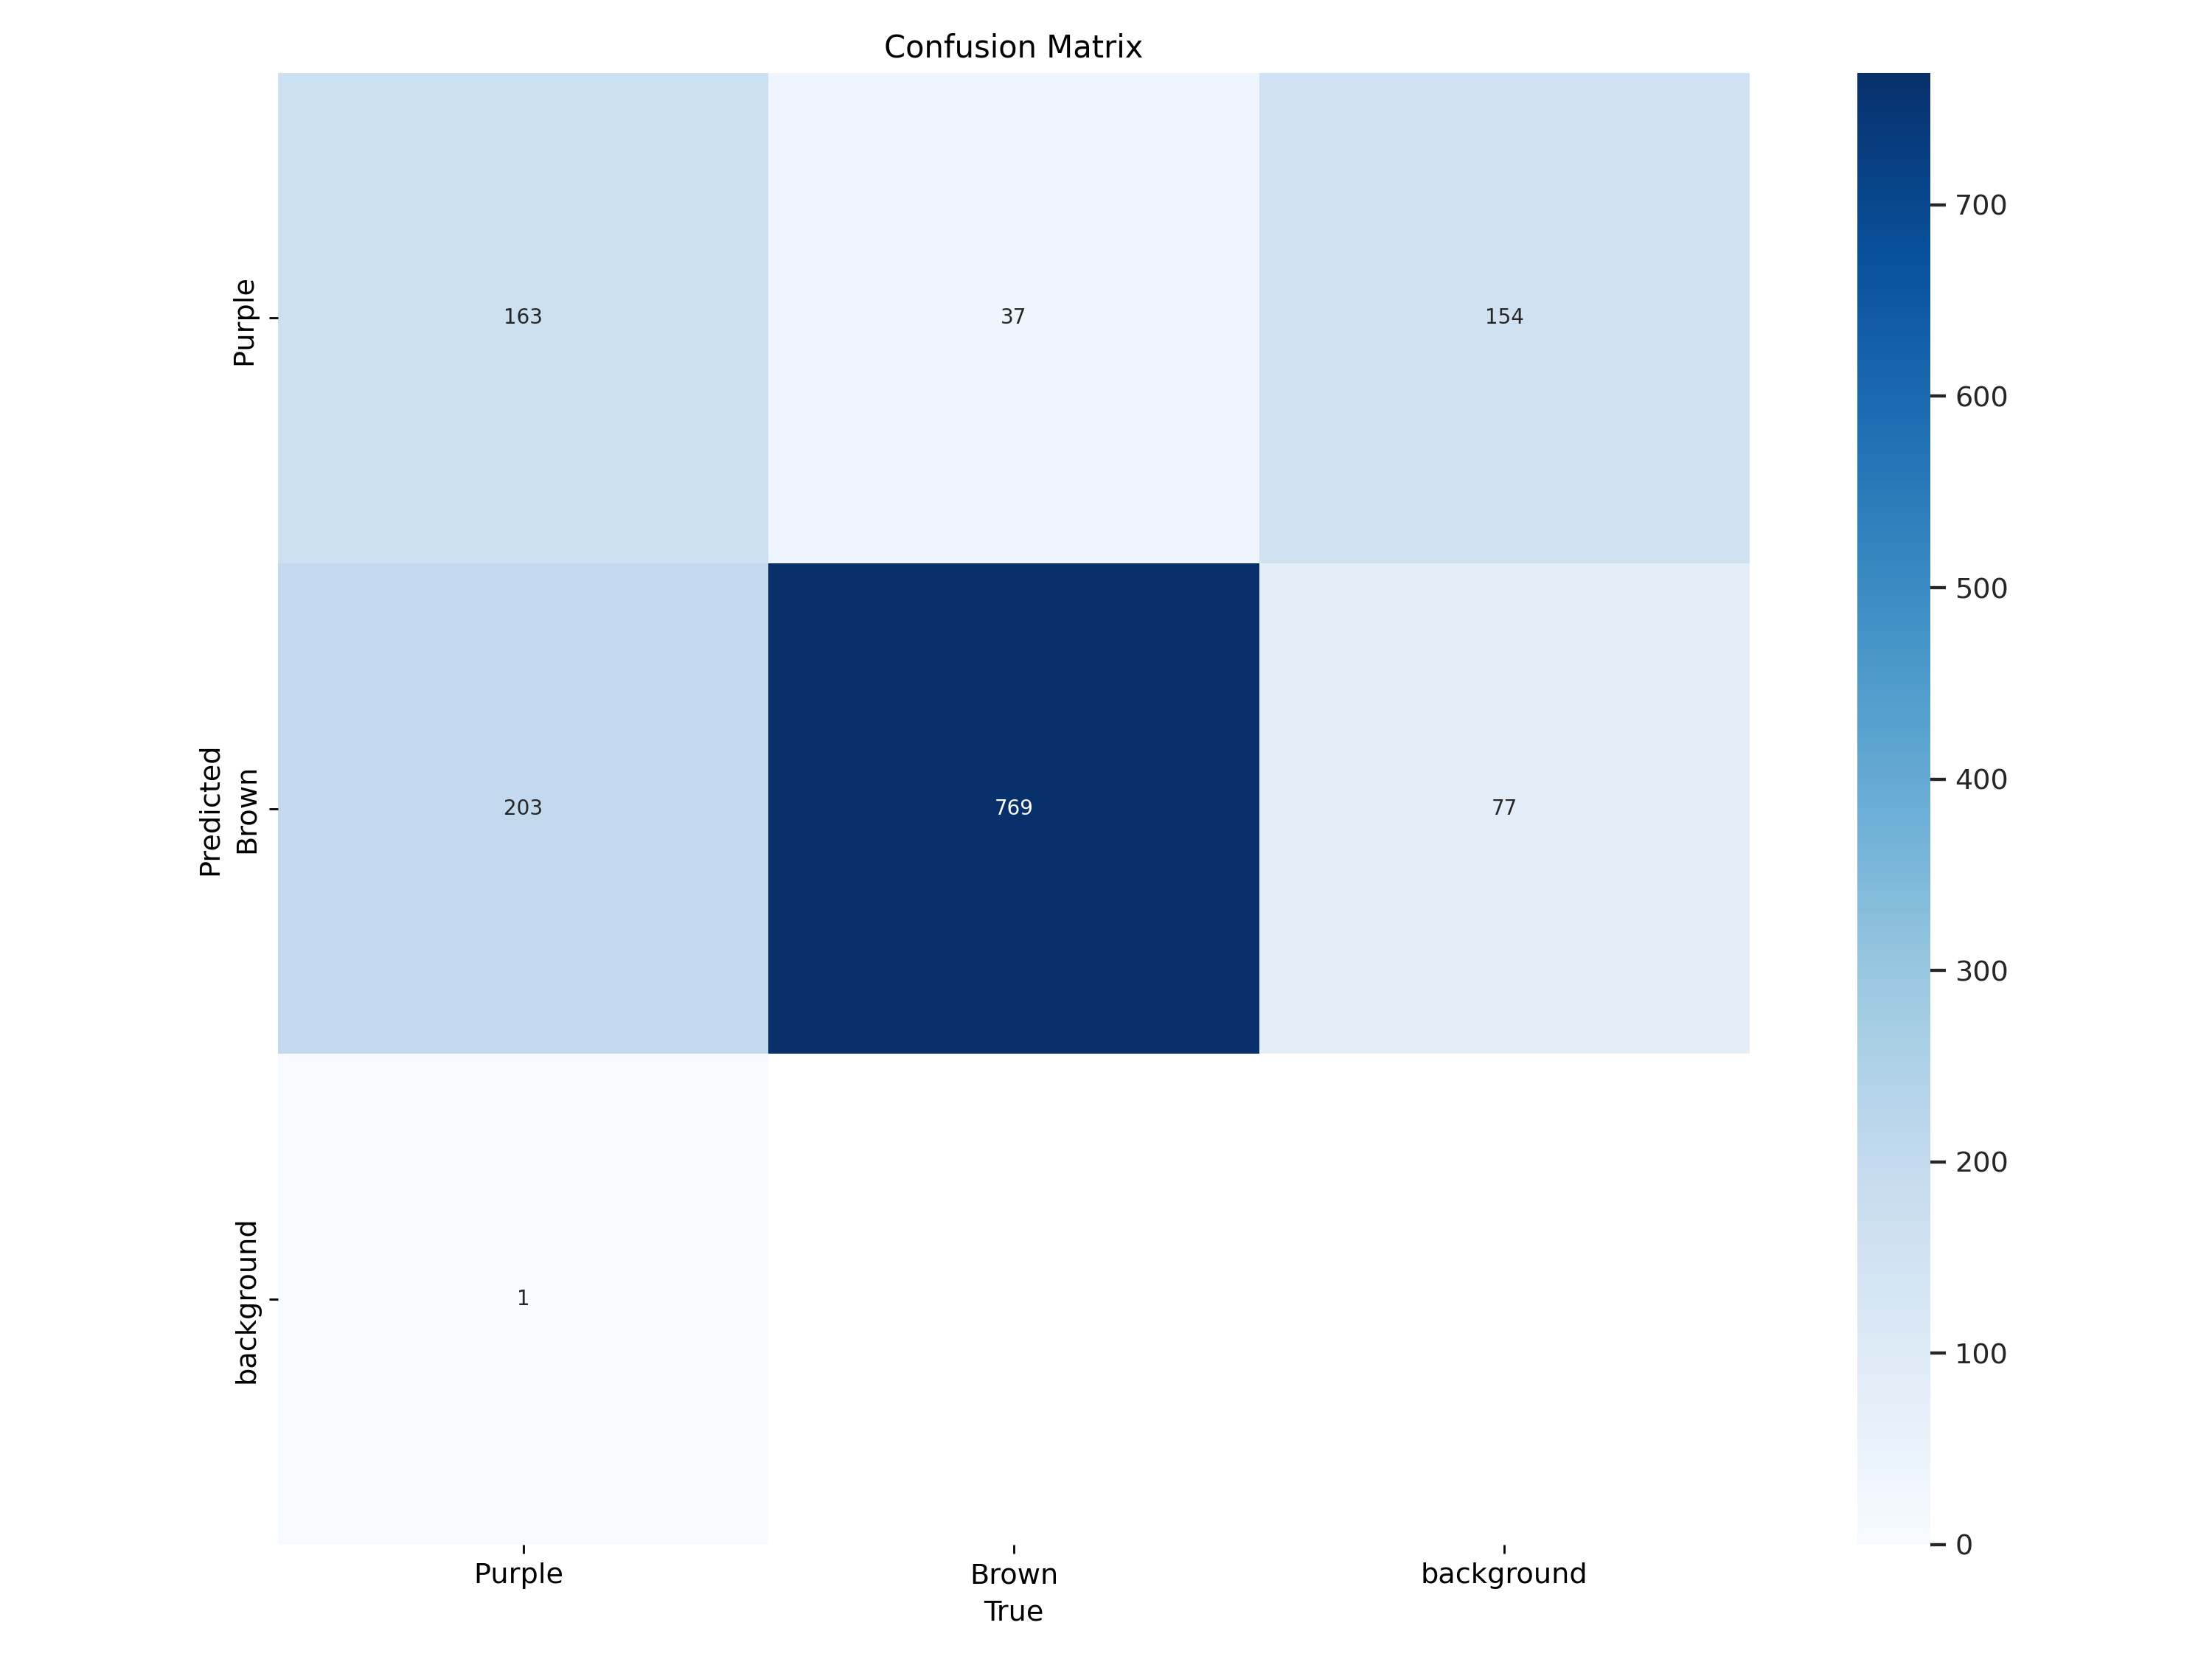 Confusion Matrix
Purple
163
37
154
700
600
500
400
300
200
100
0
Predicted
Brown
203
769
77
background
1
Purple
Brown
background
True